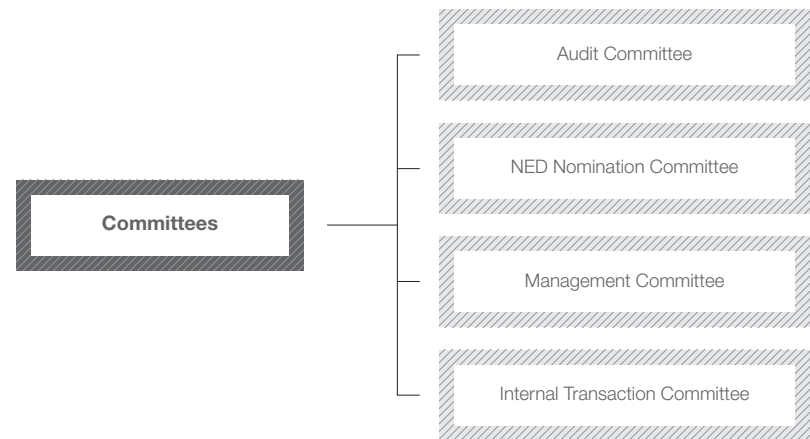 Committees
Audit Committee
NED Nomination Committee
Management Committee
Internal Transaction Committee